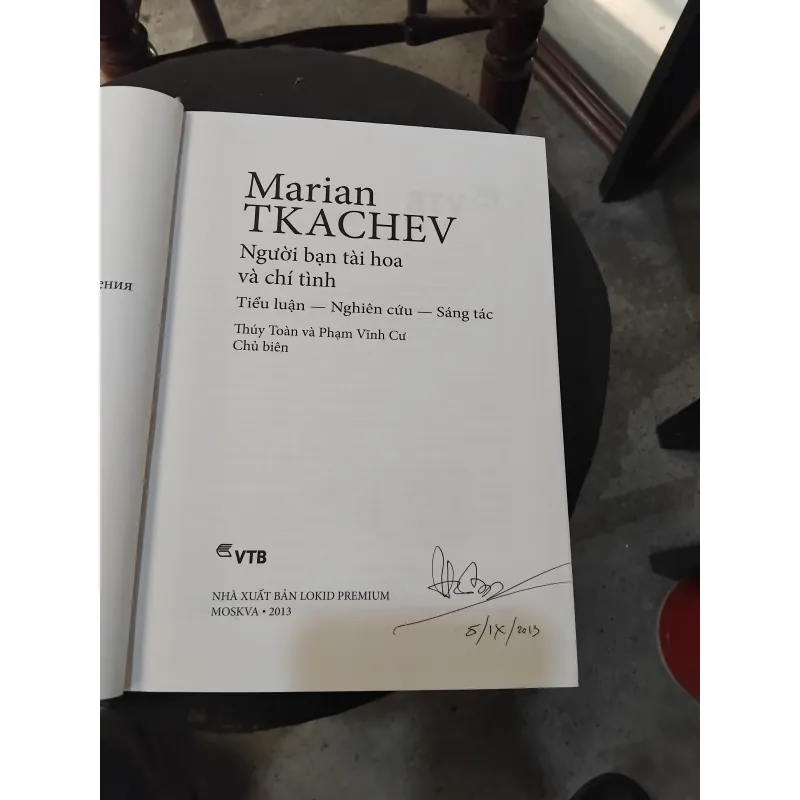 ения
Marian
TKACHEV
Người bạn tài hoa
và chí tình
Tiểu luận — Nghiên cứu — Sáng tác
Thúy Toàn và Phạm Vĩnh Cư
Chủ biên
VTB
NHÀ XUẤT BẢN LOKID PREMIUM
MOSKVA • 2013
5/IX/2013